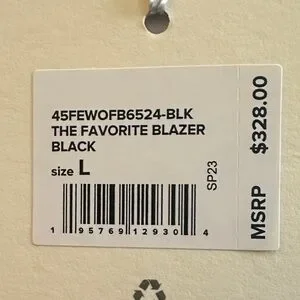 45FEWOFB6524-BLK
THE FAVORITE BLAZER
BLACK
size L
1 95769 12930 4
SP23
MSRP $328.00